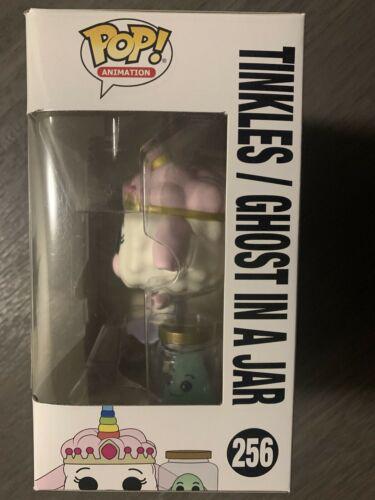 POP!
ANIMATION
TINKLES / GHOST IN A JAR
256